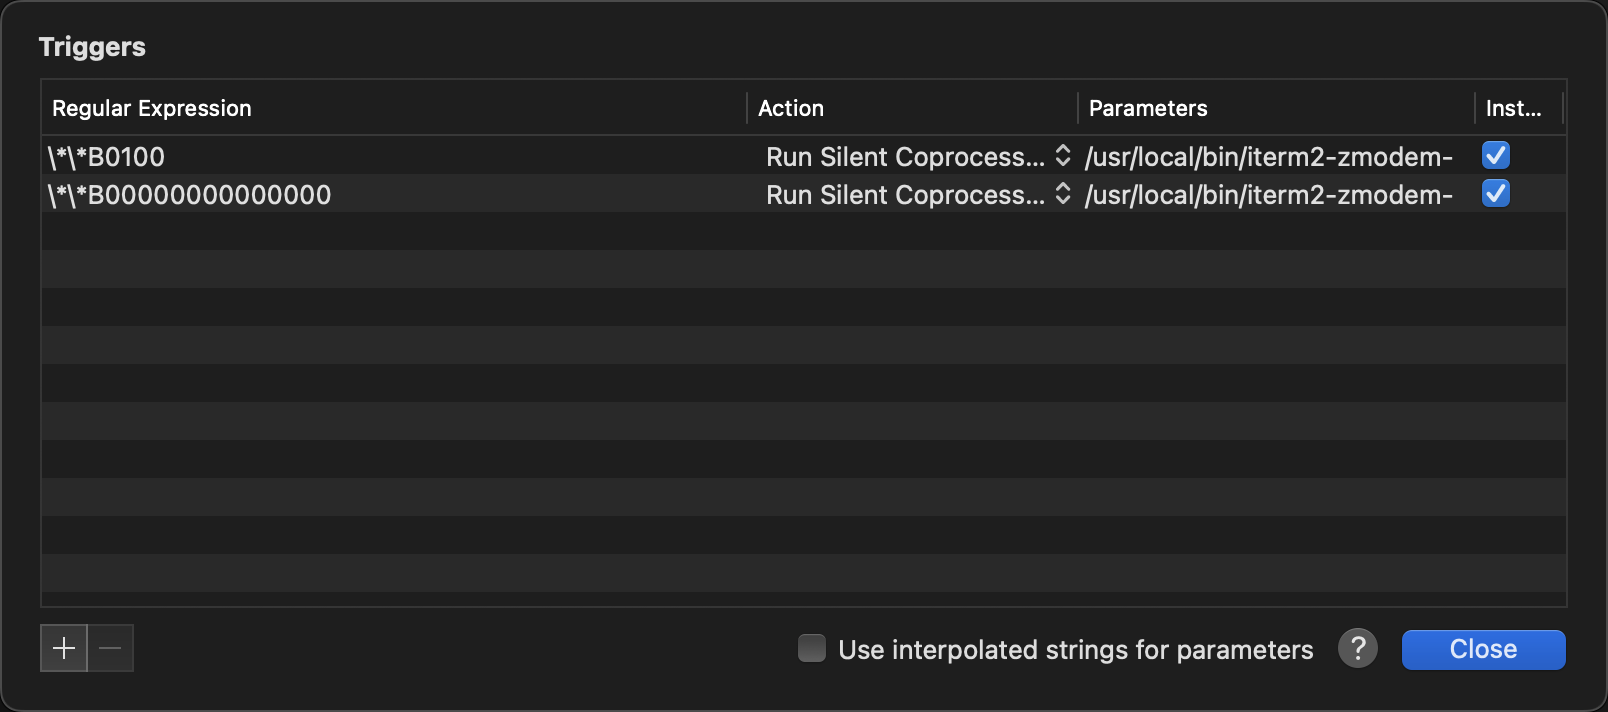 Triggers
Regular Expression Action Parameters Inst...
\*\*B0100 Run Silent Coprocess... /usr/local/bin/iterm2-zmodem-
\*\*B00000000000000 Run Silent Coprocess... /usr/local/bin/iterm2-zmodem-
Use interpolated strings for parameters ? Close